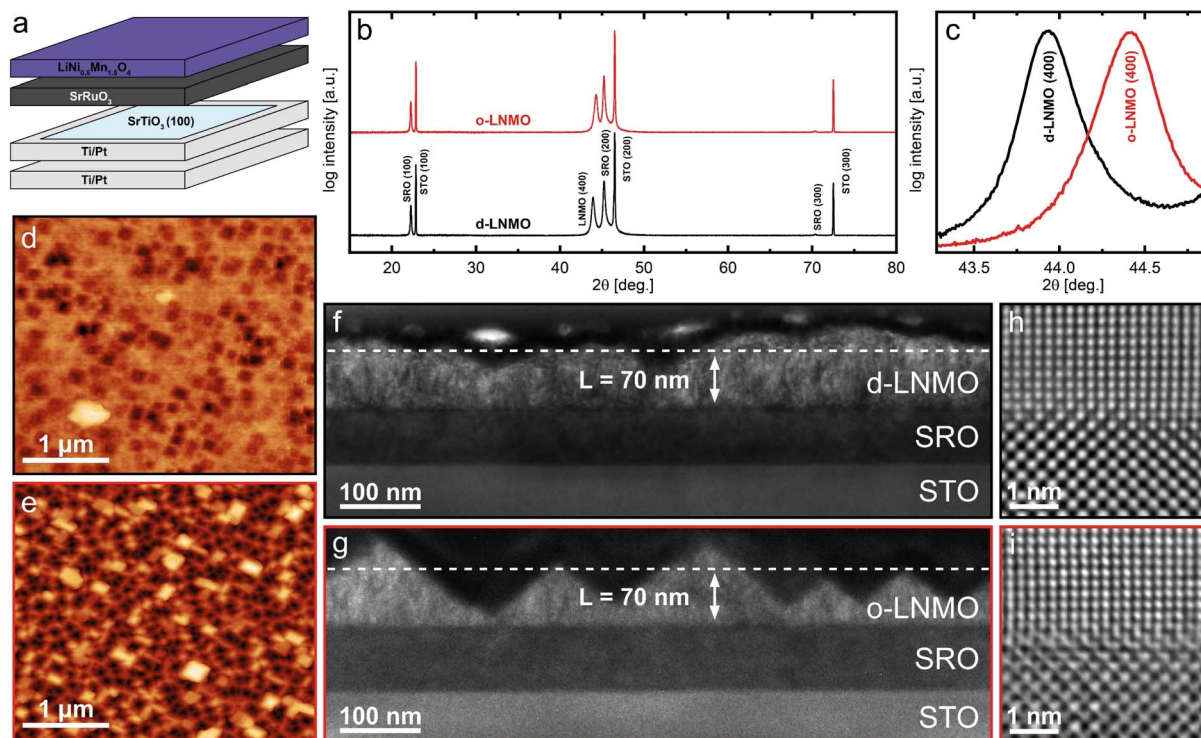 a
LiNi₀.₅Mn₁.₅O₄
SrRuO₃
SrTiO₃ (100)
Ti/Pt
Ti/Pt
b
log intensity [a.u.]
o-LNMO
d-LNMO
SRO (100)
STO (100)
LNMO (400)
SRO (200)
STO (200)
SRO (300)
STO (300)
20 30 40 50 60 70 80
2θ [deg.]
c
log intensity [a.u.]
d-LNMO (400)
o-LNMO (400)
43.5 44.0 44.5
2θ [deg.]
d
1 µm
e
1 µm
f
L = 70 nm
d-LNMO
SRO
STO
100 nm
g
L = 70 nm
o-LNMO
SRO
STO
100 nm
h
1 nm
i
1 nm